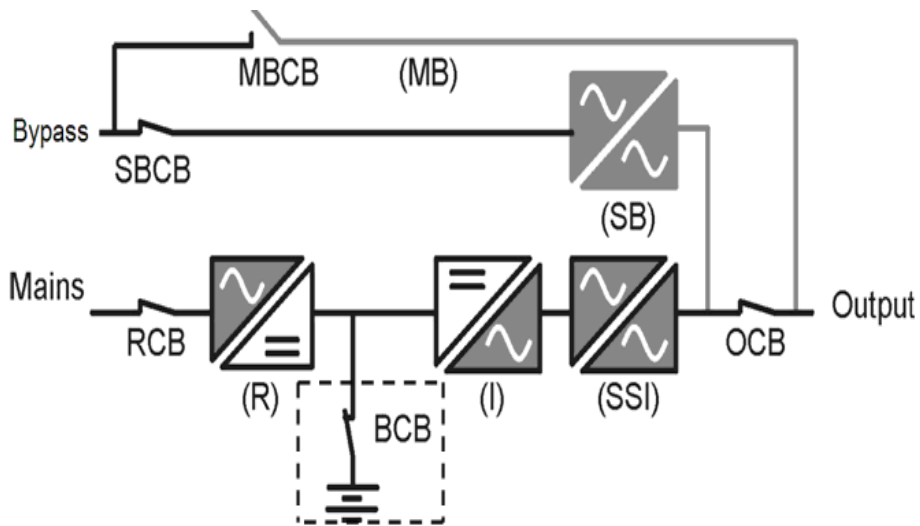 MBCB
(MB)
Bypass
SBCB
(SB)
Mains
Output
RCB
OCB
(R)
(I)
(SSI)
BCB